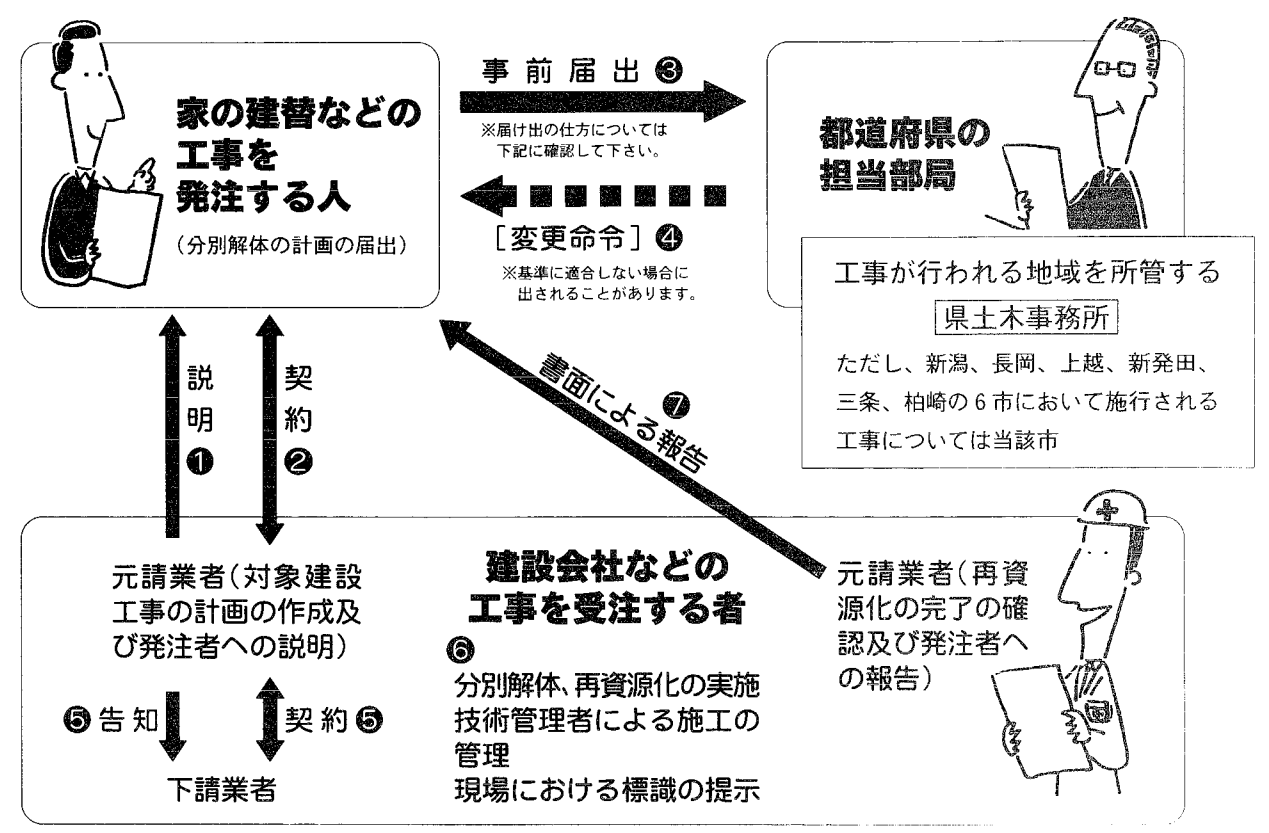 家の建替などの
工事を
発注する人
(分別解体の計画の届出)
事前届出❸
※届け出の仕方については
下記に確認して下さい。
[変更命令]❹
※基準に適合しない場合に
出されることがあります。
都道府県の
担当部局
工事が行われる地域を所管する
県土木事務所
ただし、新潟、長岡、上越、新発田、
三条、柏崎の6市において施行される
工事については当該市
説明❶
契約❷
書面による報告❼
元請業者(対象建設
工事の計画の作成及
び発注者への説明)
❺告知
契約❺
下請業者
建設会社などの
工事を受注する者
❻
分別解体、再資源化の実施
技術管理者による施工の
管理
現場における標識の提示
元請業者(再資
源化の完了の確
認及び発注者へ
の報告)